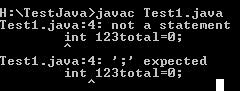 H:\TestJava>javac Test1.java
Test1.java:4: not a statement
int 123total=0;
^
Test1.java:4: ';' expected
int 123total=0;
^